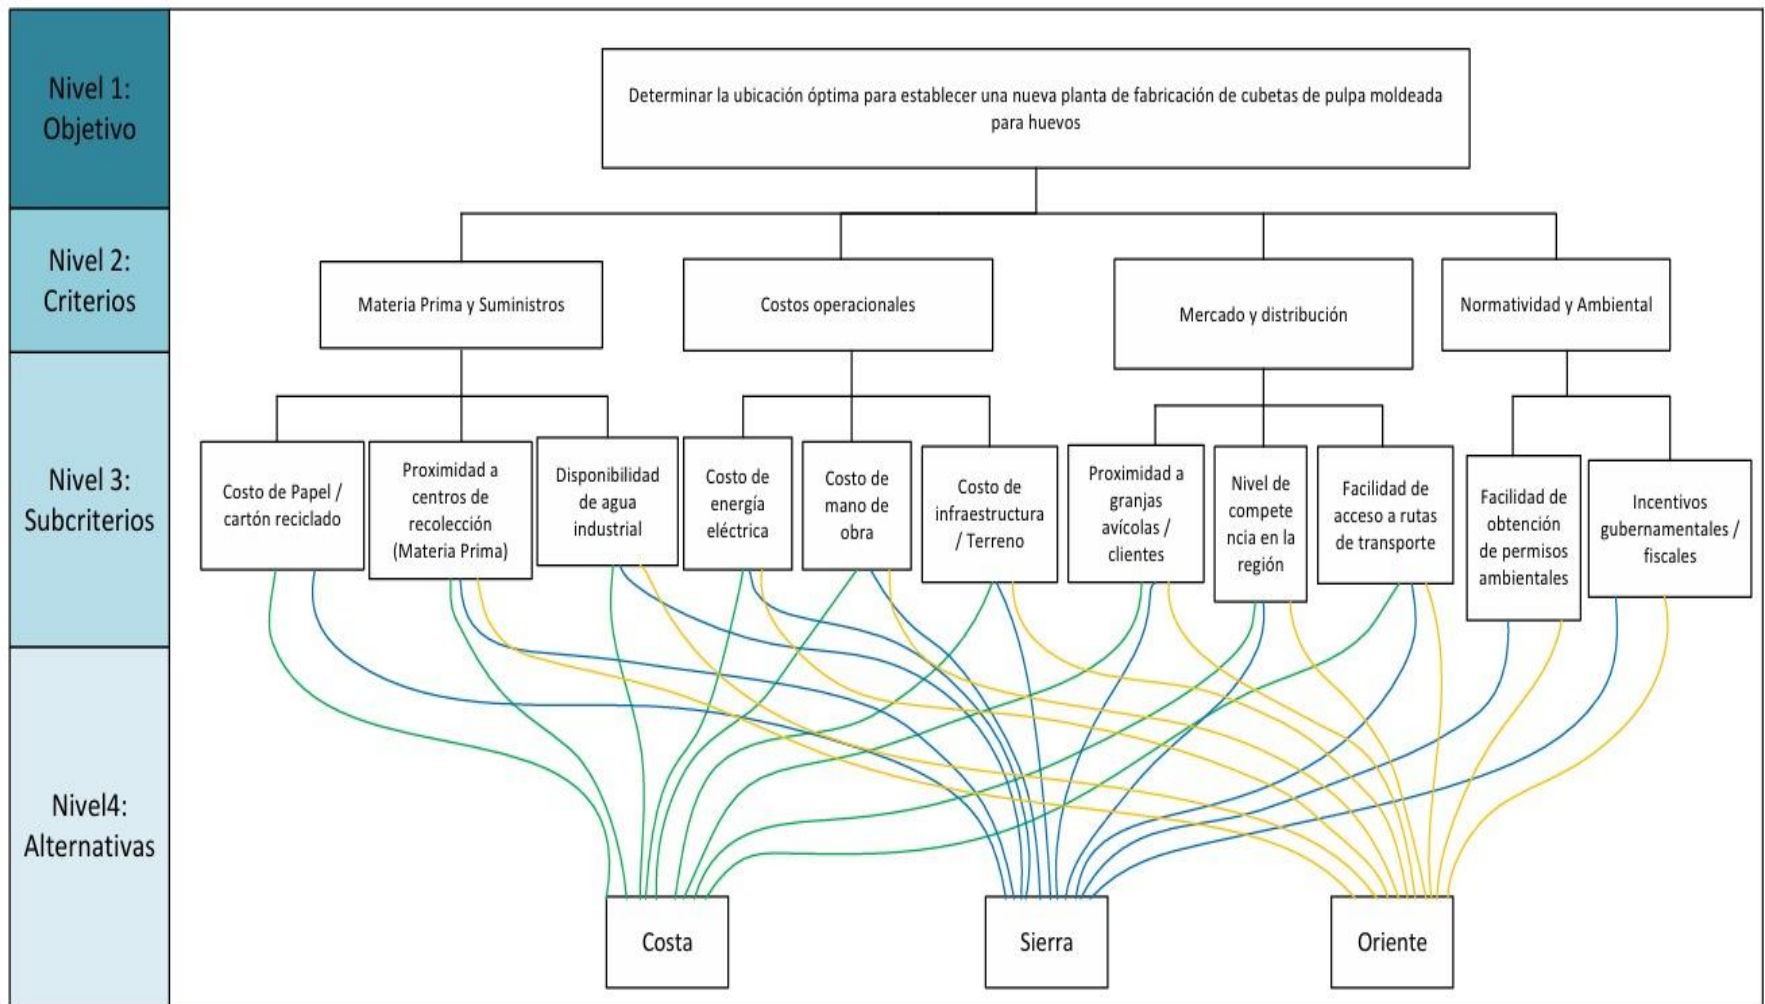 Nivel 1:
Objetivo
Determinar la ubicación óptima para establecer una nueva planta de fabricación de cubetas de pulpa moldeada
para huevos
Nivel 2:
Criterios
Materia Prima y Suministros
Costos operacionales
Mercado y distribución
Normatividad y Ambiental
Nivel 3:
Subcriterios
Costo de Papel /
cartón reciclado
Proximidad a
centros de
recolección
(Materia Prima)
Disponibilidad
de agua
industrial
Costo de
energía
eléctrica
Costo de
mano de
obra
Costo de
infraestructura
/ Terreno
Proximidad a
granjas
avícolas /
clientes
Nivel de
compete
ncia en la
región
Facilidad de
acceso a rutas
de transporte
Facilidad de
obtención
de permisos
ambientales
Incentivos
gubernamentales /
fiscales
Nivel4:
Alternativas
Costa
Sierra
Oriente